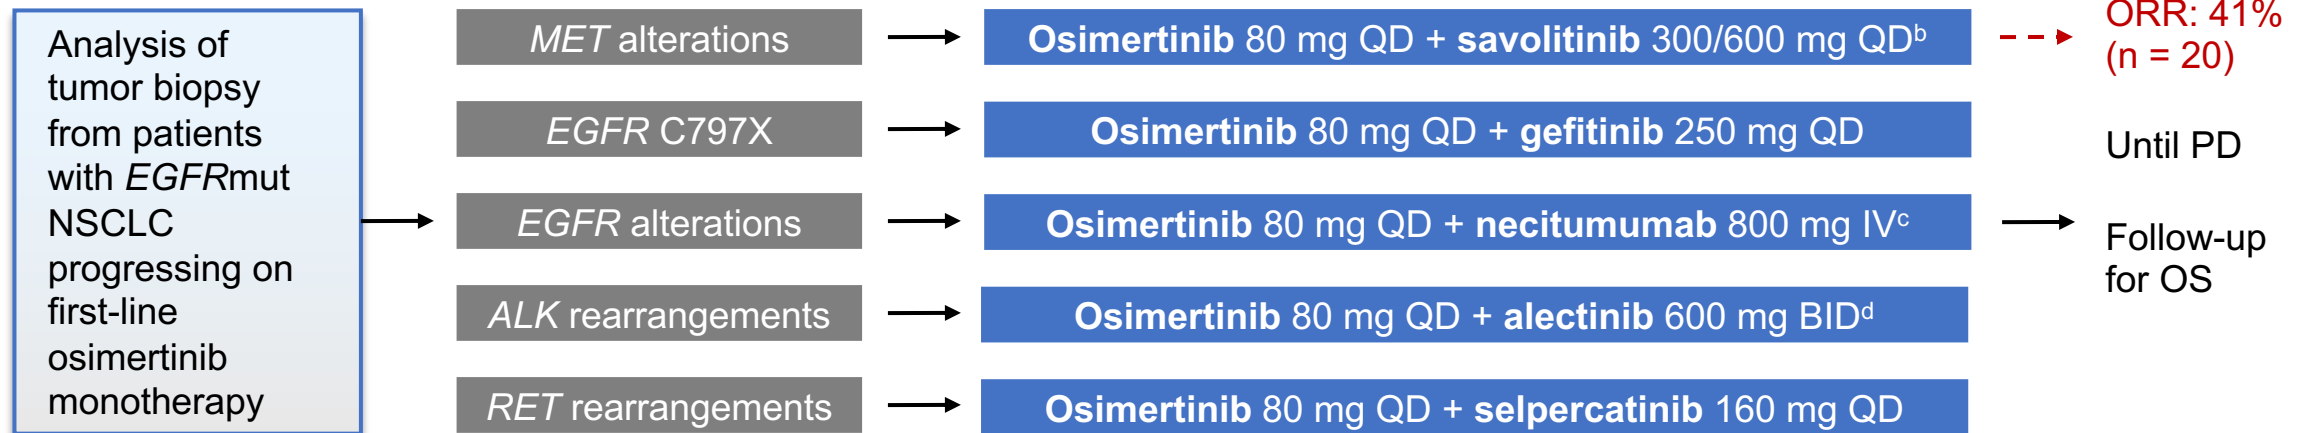 Analysis of
tumor biopsy
from patients
with EGFRmut
NSCLC
progressing on
first-line
osimertinib
monotherapy
MET alterations
Osimertinib 80 mg QD + savolitinib 300/600 mg QDᵇ
ORR: 41%
(n = 20)
EGFR C797X
Osimertinib 80 mg QD + gefitinib 250 mg QD
Until PD
EGFR alterations
Osimertinib 80 mg QD + necitumumab 800 mg IVᶜ
Follow-up
for OS
ALK rearrangements
Osimertinib 80 mg QD + alectinib 600 mg BIDᵈ
RET rearrangements
Osimertinib 80 mg QD + selpercatinib 160 mg QD